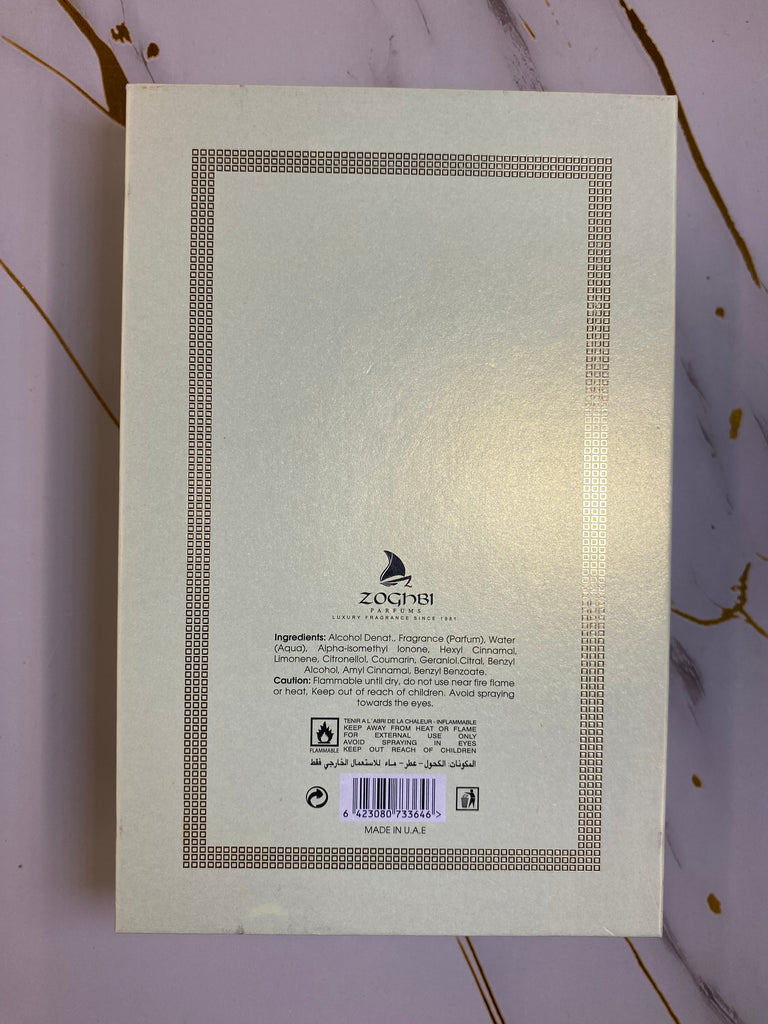 ZOGHBI
PARFUMS
LUXURY FRAGRANCE SINCE 1981
Ingredients: Alcohol Denat., Fragrance (Parfum), Water
(Aqua), Alpha-isomethyl Ionone, Hexyl Cinnamal,
Limonene, Citronellol, Coumarin, Geraniol.Citral, Benzyl
Alcohol, Amyl Cinnamal, Benzyl Benzoate.
Caution: Flammable until dry, do not use near fire flame
or heat, Keep out of reach of children. Avoid spraying
towards the eyes.
FLAMMABLE
TENIR A L'ABRI DE LA CHALEUR - INFLAMMABLE
KEEP AWAY FROM HEAT OR FLAME
FOR EXTERNAL USE ONLY
AVOID SPRAYING IN EYES
KEEP OUT REACH OF CHILDREN
المكونات: الكحول - عطر - ماء للاستعمال الخارجي فقط
6 423080 733646 >
MADE IN U.A.E